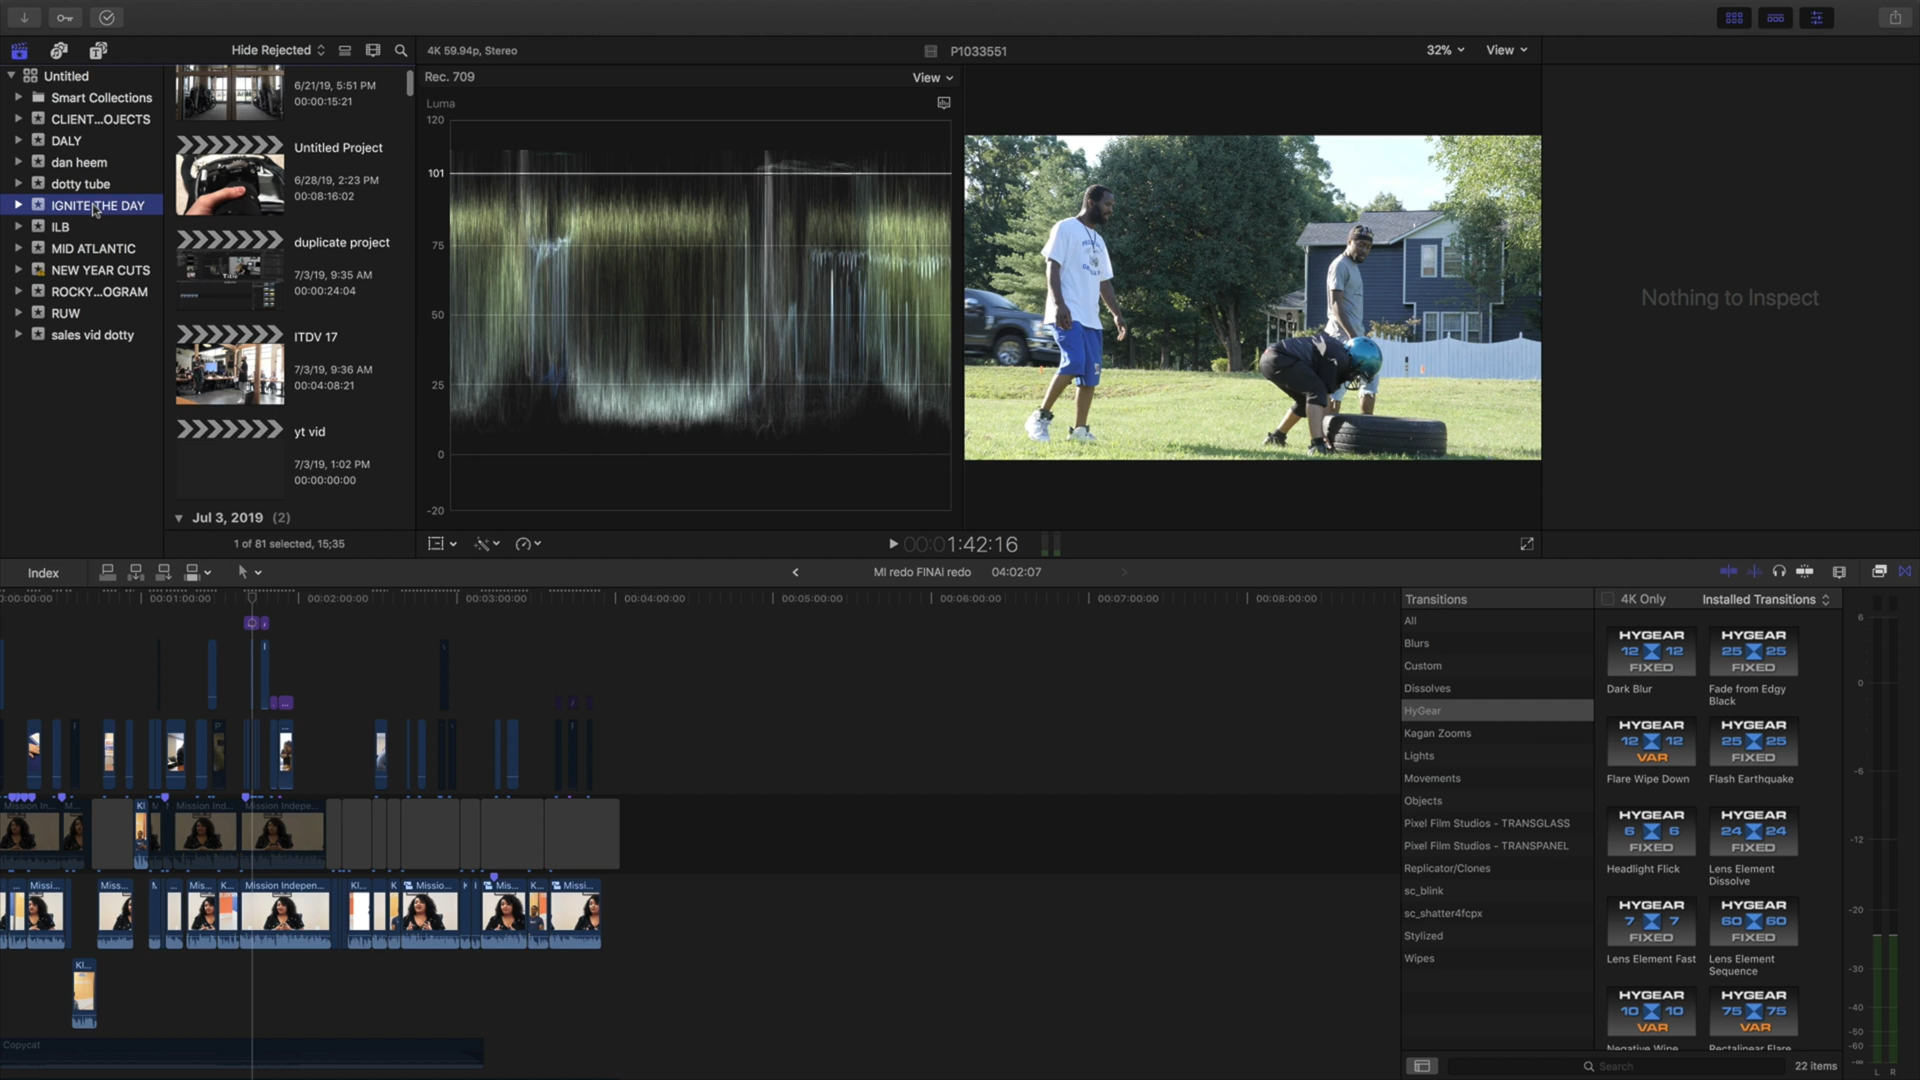 Hide Rejected
4K 59.94p, Stereo
P1033551
32%
View
Untitled
Smart Collections
CLIENT...OJECTS
DALY
dan heem
dotty tube
IGNITE THE DAY
ILB
MID ATLANTIC
NEW YEAR CUTS
ROCKY...OGRAM
RUW
sales vid dotty
6/21/19, 5:51 PM
00:00:15:21
Untitled Project
6/28/19, 2:23 PM
00:08:16:02
duplicate project
7/3/19, 9:35 AM
00:00:24:04
ITDV 17
7/3/19, 9:36 AM
00:04:08:21
yt vid
7/3/19, 1:02 PM
00:00:00:00
Jul 3, 2019 (2)
1 of 81 selected, 15;35
Rec. 709
View
Luma
120
101
75
50
25
0
-20
Nothing to Inspect
00:01:42:16
Index
MI redo FINAl redo
04:02:07
0:00:00:00
00:01:00:00
00:02:00:00
00:03:00:00
00:04:00:00
00:05:00:00
00:06:00:00
00:07:00:00
00:08:00:00
Mission In...
M...
KI
M
Mission Ind...
Mission Indepe...
...
Missi...
Miss...
M
...
Mis...
K...
Mission Indepen...
KI...
K
Missio...
K
Mis...
K...
Missi...
KI...
Copycat
Transitions
All
Blurs
Custom
Dissolves
HyGear
Kagan Zooms
Lights
Movements
Objects
Pixel Film Studios - TRANSGLASS
Pixel Film Studios - TRANSPANEL
Replicator/Clones
sc_blink
sc_shatter4fcpx
Stylized
Wipes
4K Only
Installed Transitions
HYGEAR
12 12
FIXED
Dark Blur
HYGEAR
25 25
FIXED
Fade from Edgy
Black
HYGEAR
12 12
VAR
Flare Wipe Down
HYGEAR
25 25
FIXED
Flash Earthquake
HYGEAR
6 6
FIXED
Headlight Flick
HYGEAR
24 24
FIXED
Lens Element
Dissolve
HYGEAR
7 7
FIXED
Lens Element Fast
HYGEAR
60 60
FIXED
Lens Element
Sequence
HYGEAR
10 10
VAR
Negative Wipe
HYGEAR
75 75
VAR
Rectalinear Flare
Search
22 items
6
0
-6
-12
-20
-30
-40
-50
-60
-∞
L R